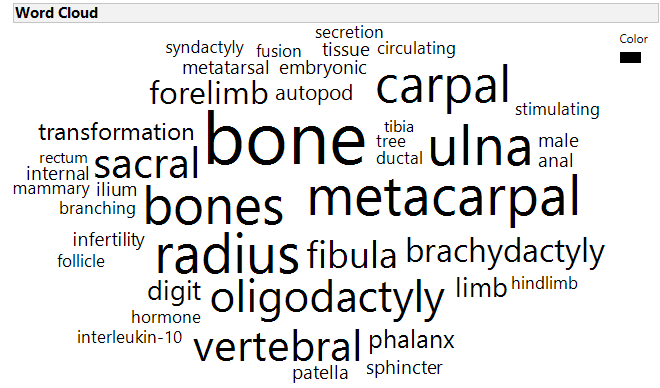 Word Cloud
Color
secretion
syndactyly fusion tissue circulating
metatarsal embryonic
forelimb autopod carpal
stimulating
transformation bone tibia
tree ulna male
rectum sacral ductal anal
internal
mammary ilium metacarpal
branching bones
infertility radius fibula brachydactyly
follicle
digit oligodactyly limb hindlimb
hormone
interleukin-10 vertebral phalanx
patella sphincter